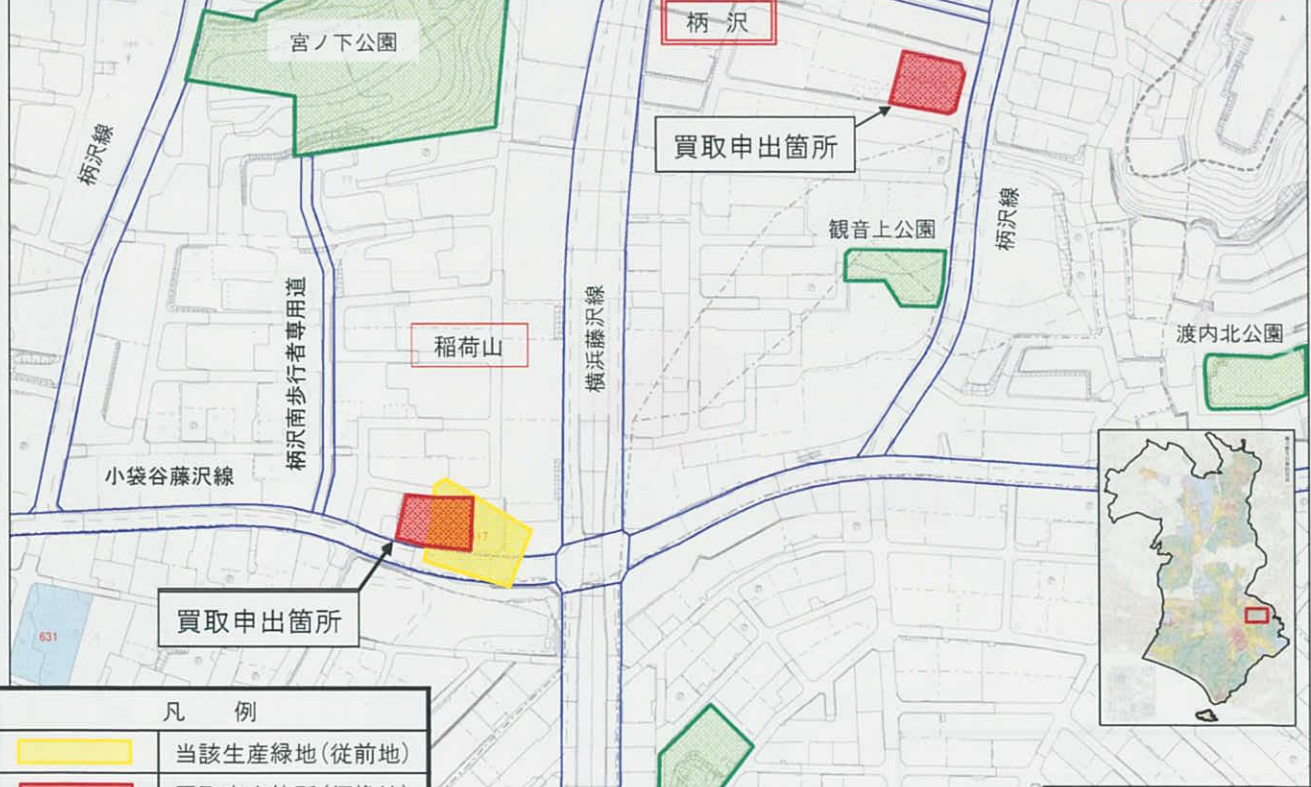 宮ノ下公園
柄 沢
買取申出箇所
柄沢線
観音上公園
柄沢線
渡内北公園
柄沢南歩行者専用道
稲荷山
横浜藤沢線
小袋谷藤沢線
17
買取申出箇所
631
凡 例
当該生産緑地(従前地)